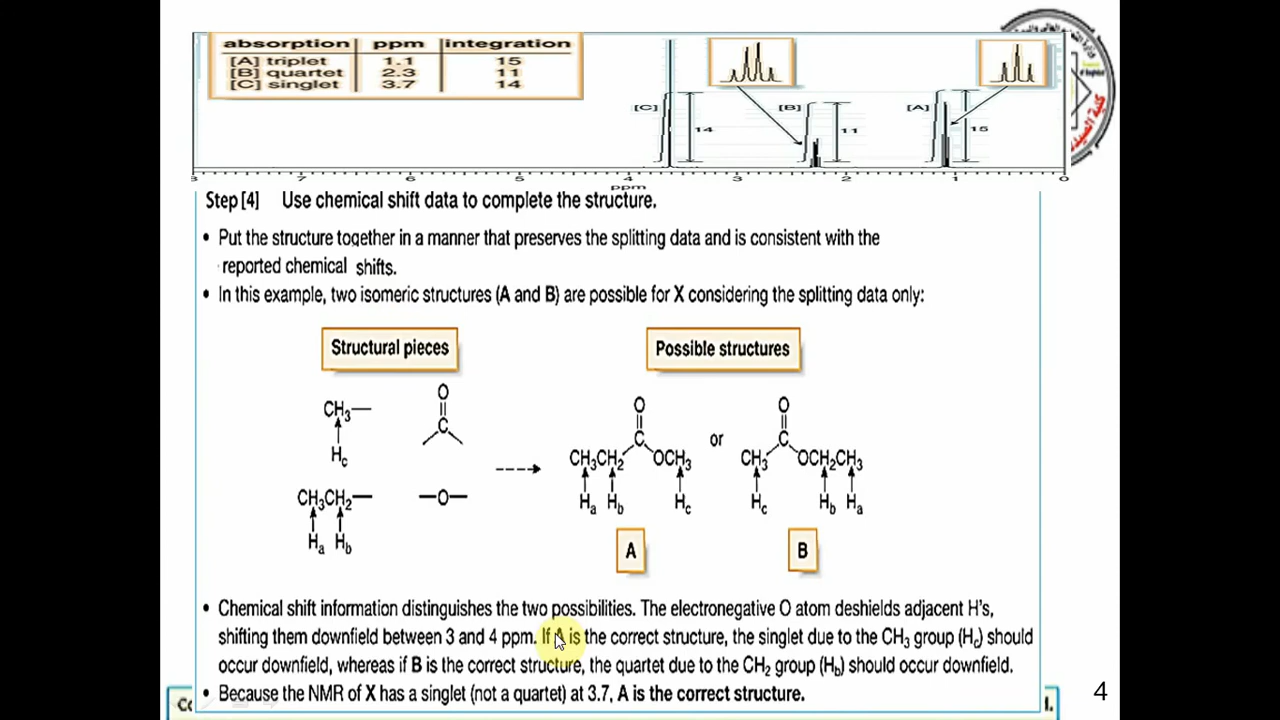 absorption ppm integration
[A] triplet 1.1 15
[B] quartet 2.3 11
[C] singlet 3.7 14
[C] 14 [B] 11 [A] 15
8 7 6 5 4 3 2 1 0
ppm
Step [4] Use chemical shift data to complete the structure.
• Put the structure together in a manner that preserves the splitting data and is consistent with the
reported chemical shifts.
• In this example, two isomeric structures (A and B) are possible for X considering the splitting data only:
Structural pieces Possible structures
O O O
CH₃— C C or C
CH₃CH₂ OCH₃ CH₃ OCH₂CH₃
Hc
CH₃CH₂— —O— Ha Hb Hc Hc Hb Ha
Ha Hb A B
• Chemical shift information distinguishes the two possibilities. The electronegative O atom deshields adjacent H's,
shifting them downfield between 3 and 4 ppm. If A is the correct structure, the singlet due to the CH₃ group (Hc) should
occur downfield, whereas if B is the correct structure, the quartet due to the CH₂ group (Hb) should occur downfield.
• Because the NMR of X has a singlet (not a quartet) at 3.7, A is the correct structure.
4